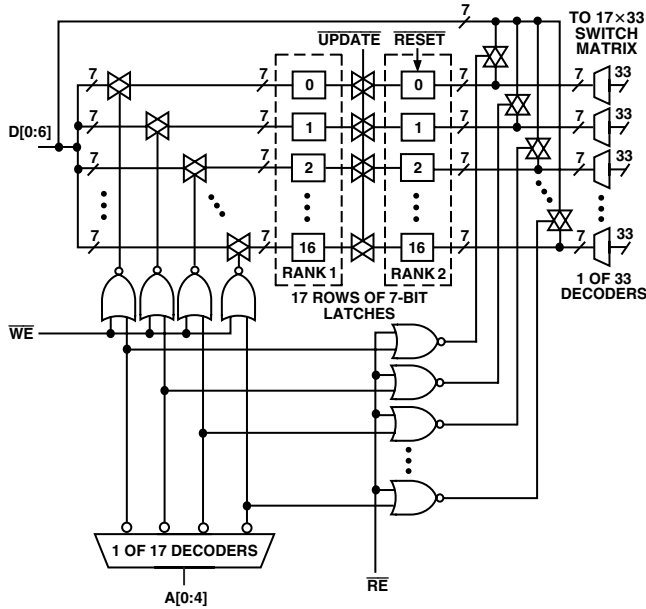 7
TO 17×33
SWITCH
MATRIX
UPDATE
RESET
7
7
0
0
7
7
33
D[0:6]
7
7
1
1
7
7
33
7
7
2
2
7
7
33
7
7
16
16
7
7
33
RANK 1
RANK 2
1 OF 33
DECODERS
17 ROWS OF 7-BIT
LATCHES
WE
1 OF 17 DECODERS
A[0:4]
RE